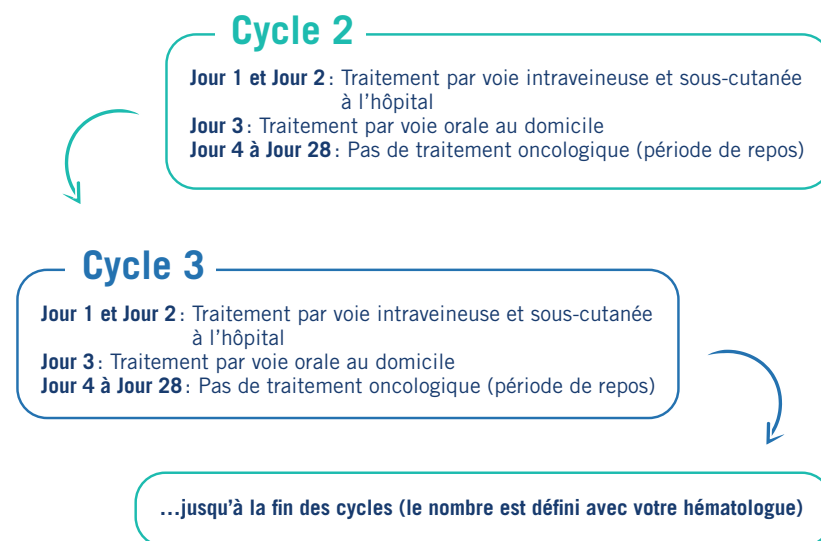 Cycle 2
Jour 1 et Jour 2 : Traitement par voie intraveineuse et sous-cutanée
à l’hôpital
Jour 3 : Traitement par voie orale au domicile
Jour 4 à Jour 28 : Pas de traitement oncologique (période de repos)
Cycle 3
Jour 1 et Jour 2 : Traitement par voie intraveineuse et sous-cutanée
à l’hôpital
Jour 3 : Traitement par voie orale au domicile
Jour 4 à Jour 28 : Pas de traitement oncologique (période de repos)
…jusqu’à la fin des cycles (le nombre est défini avec votre hématologue)